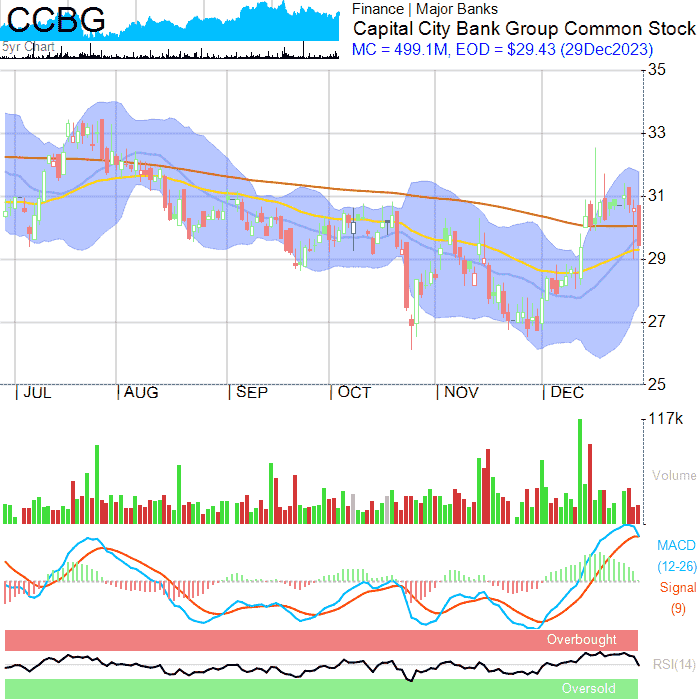 CCBG
5yr Chart
Finance | Major Banks
Capital City Bank Group Common Stock
MC = 499.1M, EOD = $29.43 (29Dec2023)
35
33
31
29
27
25
JUL AUG SEP OCT NOV DEC
117k
Volume
MACD
(12-26)
Signal
(9)
Overbought
RSI(14)
Oversold